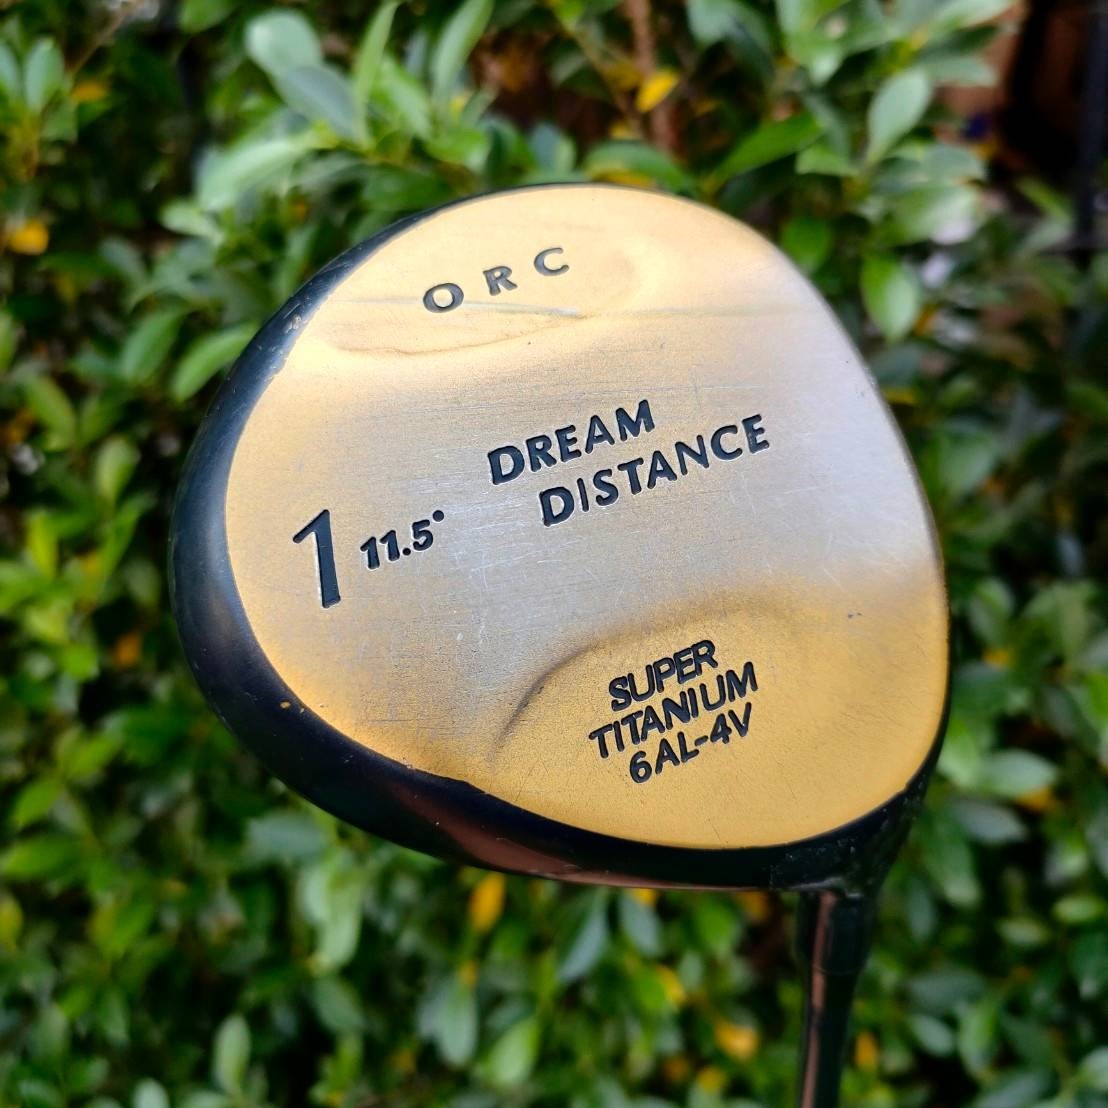 ORC
DREAM
DISTANCE
1 11.5°
SUPER
TITANIUM
6AL-4V